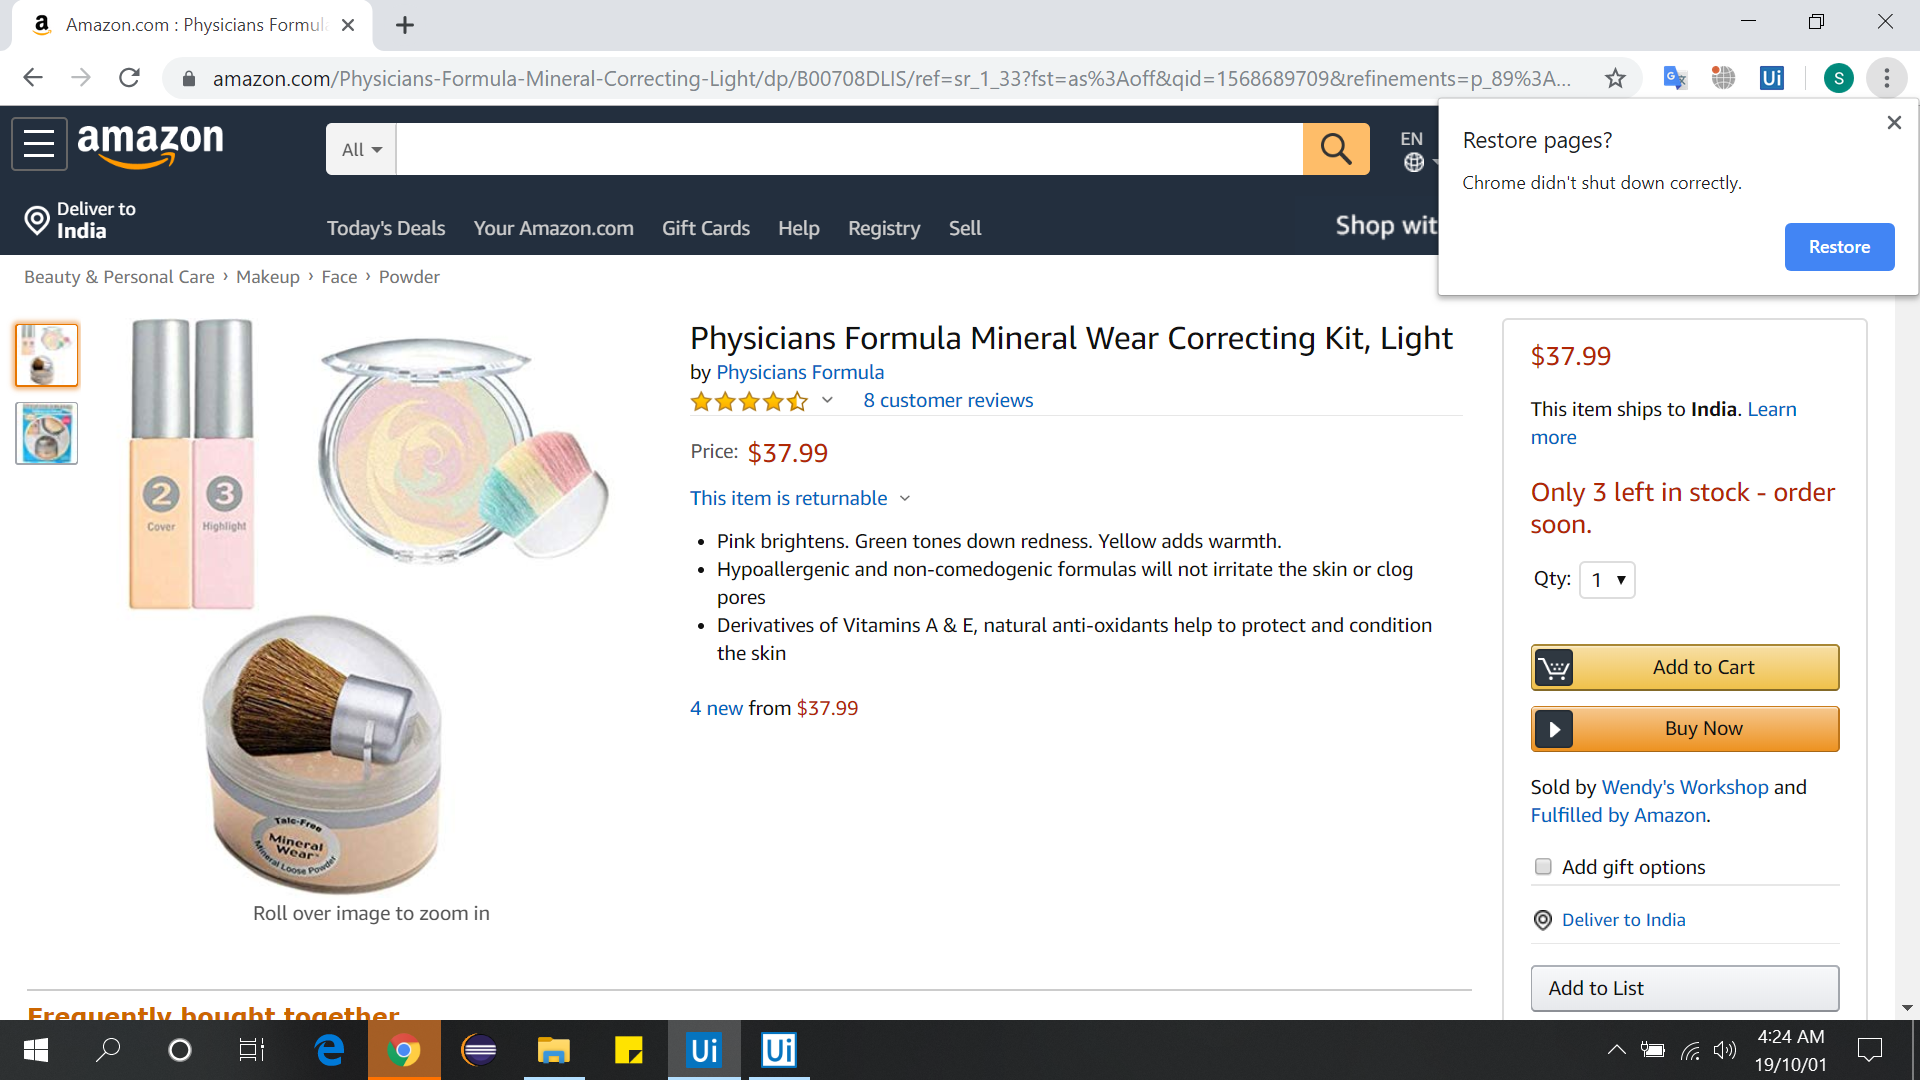 Amazon.com : Physicians Formula
amazon.com/Physicians-Formula-Mineral-Correcting-Light/dp/B00708DLIS/ref=sr_1_33?fst=as%3Aoff&qid=1568689709&refinements=p_89%3A...
Ui
S
Restore pages?
Chrome didn't shut down correctly.
Restore
amazon
All
EN
Deliver to
India
Today's Deals Your Amazon.com Gift Cards Help Registry Sell
Shop wit
Beauty & Personal Care › Makeup › Face › Powder
2
Cover
3
Highlight
Talc-Free
Mineral
Wear
Mineral Loose Powder
Roll over image to zoom in
Physicians Formula Mineral Wear Correcting Kit, Light
by Physicians Formula
8 customer reviews
Price: $37.99
This item is returnable
• Pink brightens. Green tones down redness. Yellow adds warmth.
• Hypoallergenic and non-comedogenic formulas will not irritate the skin or clog
pores
• Derivatives of Vitamins A & E, natural anti-oxidants help to protect and condition
the skin
4 new from $37.99
$37.99
This item ships to India. Learn
more
Only 3 left in stock - order
soon.
Qty: 1
Add to Cart
Buy Now
Sold by Wendy's Workshop and
Fulfilled by Amazon.
Add gift options
Deliver to India
Add to List
Frequently bought together
Ui
Ui
4:24 AM
19/10/01